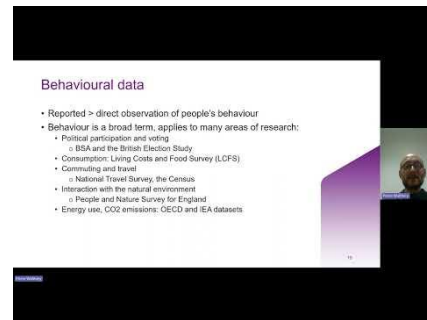 Behavioural data
• Reported > direct observation of people's behaviour
• Behaviour is a broad term, applies to many areas of research:
• Political participation and voting
o BSA and the British Election Study
• Consumption: Living Costs and Food Survey (LCFS)
• Commuting and travel
o National Travel Survey, the Census
• Interaction with the natural environment
o People and Nature Survey for England
• Energy use, CO2 emissions: OECD and IEA datasets